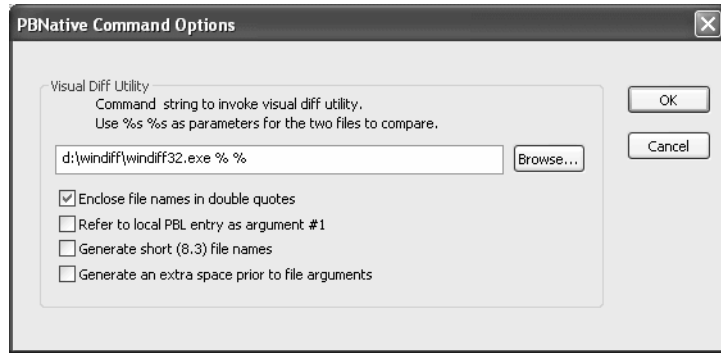 PBNative Command Options
Visual Diff Utility
Command string to invoke visual diff utility.
Use %s %s as parameters for the two files to compare.
d:\windiff\windiff32.exe % %
Browse...
Enclose file names in double quotes
Refer to local PBL entry as argument #1
Generate short (8.3) file names
Generate an extra space prior to file arguments
OK
Cancel